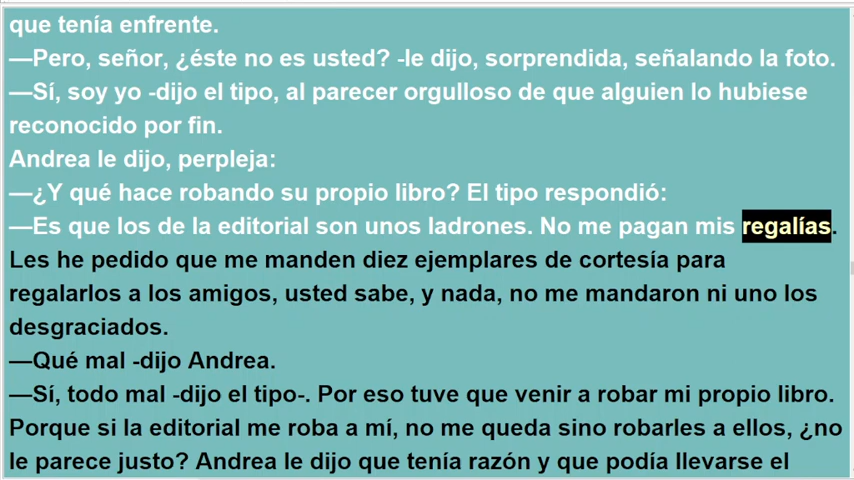 que tenía enfrente.
—Pero, señor, ¿éste no es usted? -le dijo, sorprendida, señalando la foto.
—Sí, soy yo -dijo el tipo, al parecer orgulloso de que alguien lo hubiese
reconocido por fin.
Andrea le dijo, perpleja:
—¿Y qué hace robando su propio libro? El tipo respondió:
—Es que los de la editorial son unos ladrones. No me pagan mis regalías.
Les he pedido que me manden diez ejemplares de cortesía para
regalarlos a los amigos, usted sabe, y nada, no me mandaron ni uno los
desgraciados.
—Qué mal -dijo Andrea.
—Sí, todo mal -dijo el tipo-. Por eso tuve que venir a robar mi propio libro.
Porque si la editorial me roba a mí, no me queda sino robarles a ellos, ¿no
le parece justo? Andrea le dijo que tenía razón y que podía llevarse el